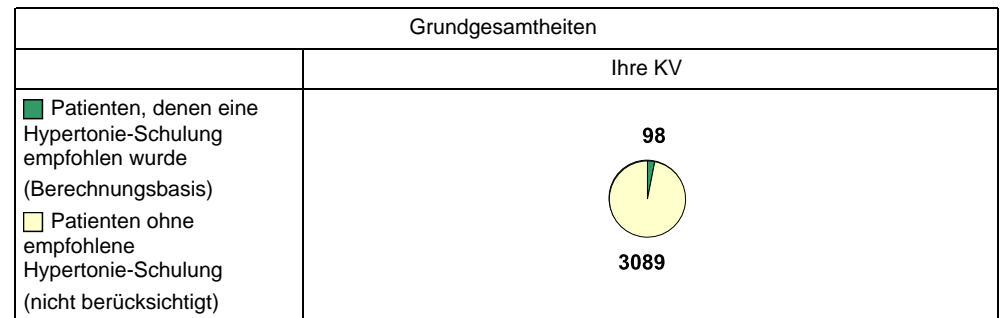 Grundgesamtheiten
Ihre KV
Patienten, denen eine
Hypertonie-Schulung
empfohlen wurde
(Berechnungsbasis)
Patienten ohne
empfohlene
Hypertonie-Schulung
(nicht berücksichtigt)
98
3089